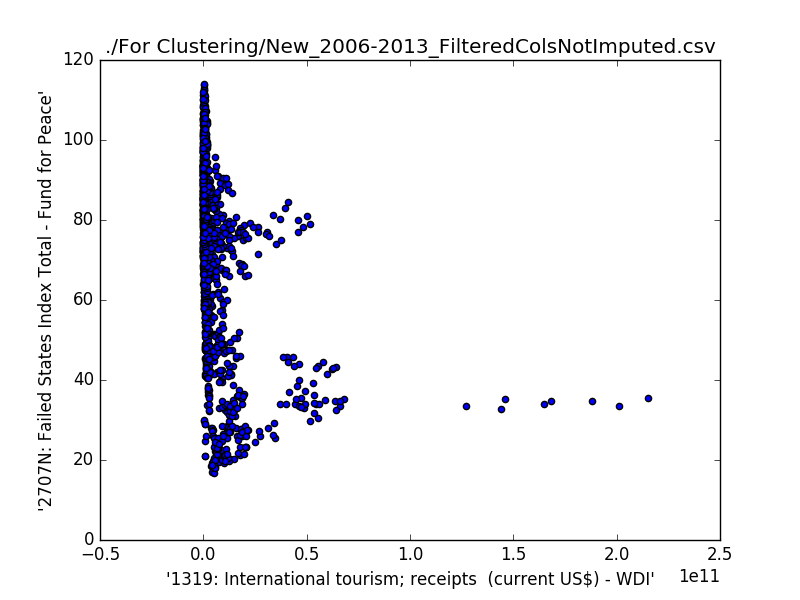 ./For Clustering/New_2006-2013_FilteredColsNotImputed.csv
120
100
80
60
40
20
0
'2707N: Failed States Index Total - Fund for Peace'
−0.5 0.0 0.5 1.0 1.5 2.0 2.5
1e11
'1319: International tourism; receipts  (current US$) - WDI'